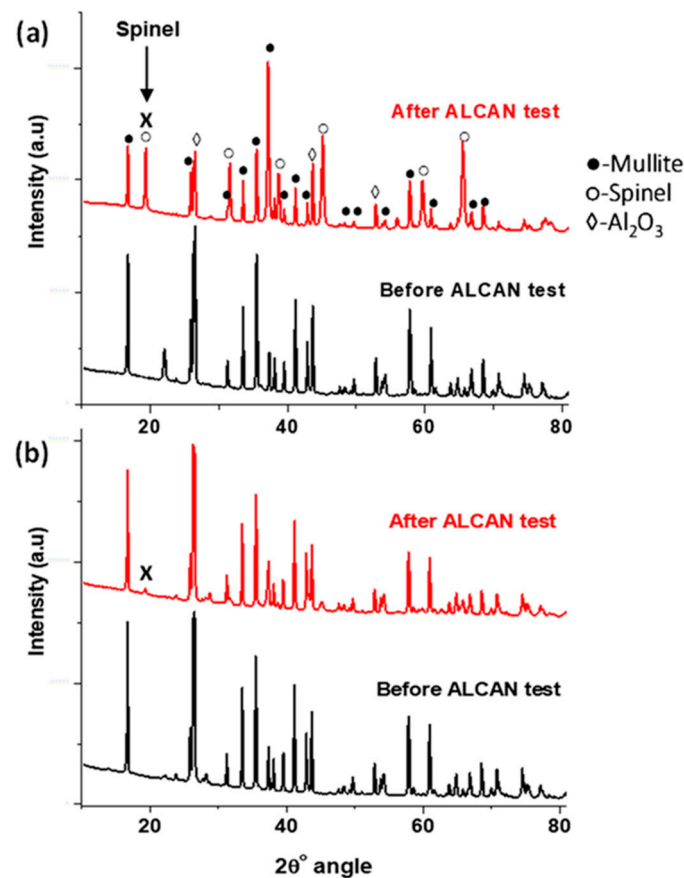 (a)
Spinel
X
After ALCAN test
Before ALCAN test
Intensity (a.u)
●-Mullite
○-Spinel
◊-Al₂O₃
20 40 60 80
(b)
After ALCAN test
X
Before ALCAN test
Intensity (a.u)
20 40 60 80
2θ° angle